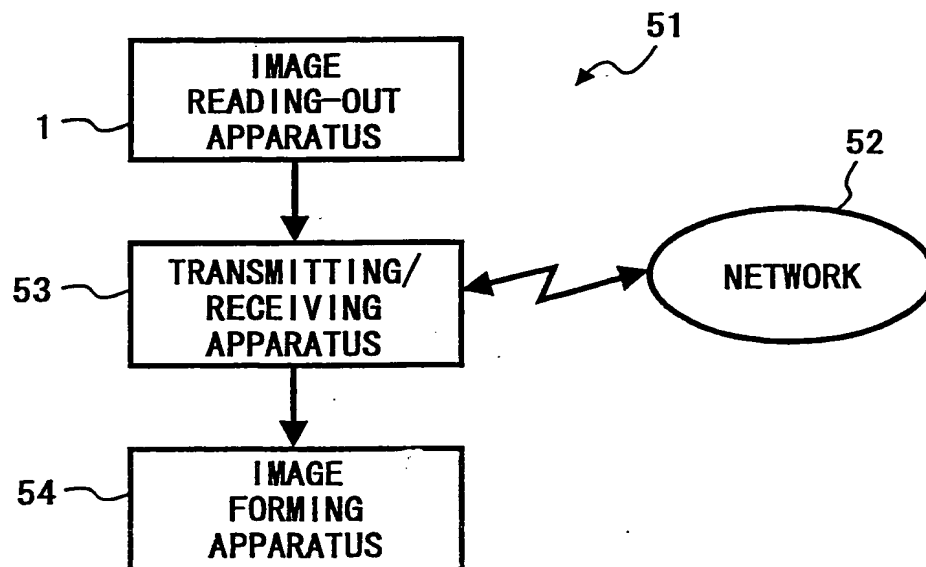 51
IMAGE
READING-OUT
APPARATUS
1
52
NETWORK
53
TRANSMITTING/
RECEIVING
APPARATUS
54
IMAGE
FORMING
APPARATUS